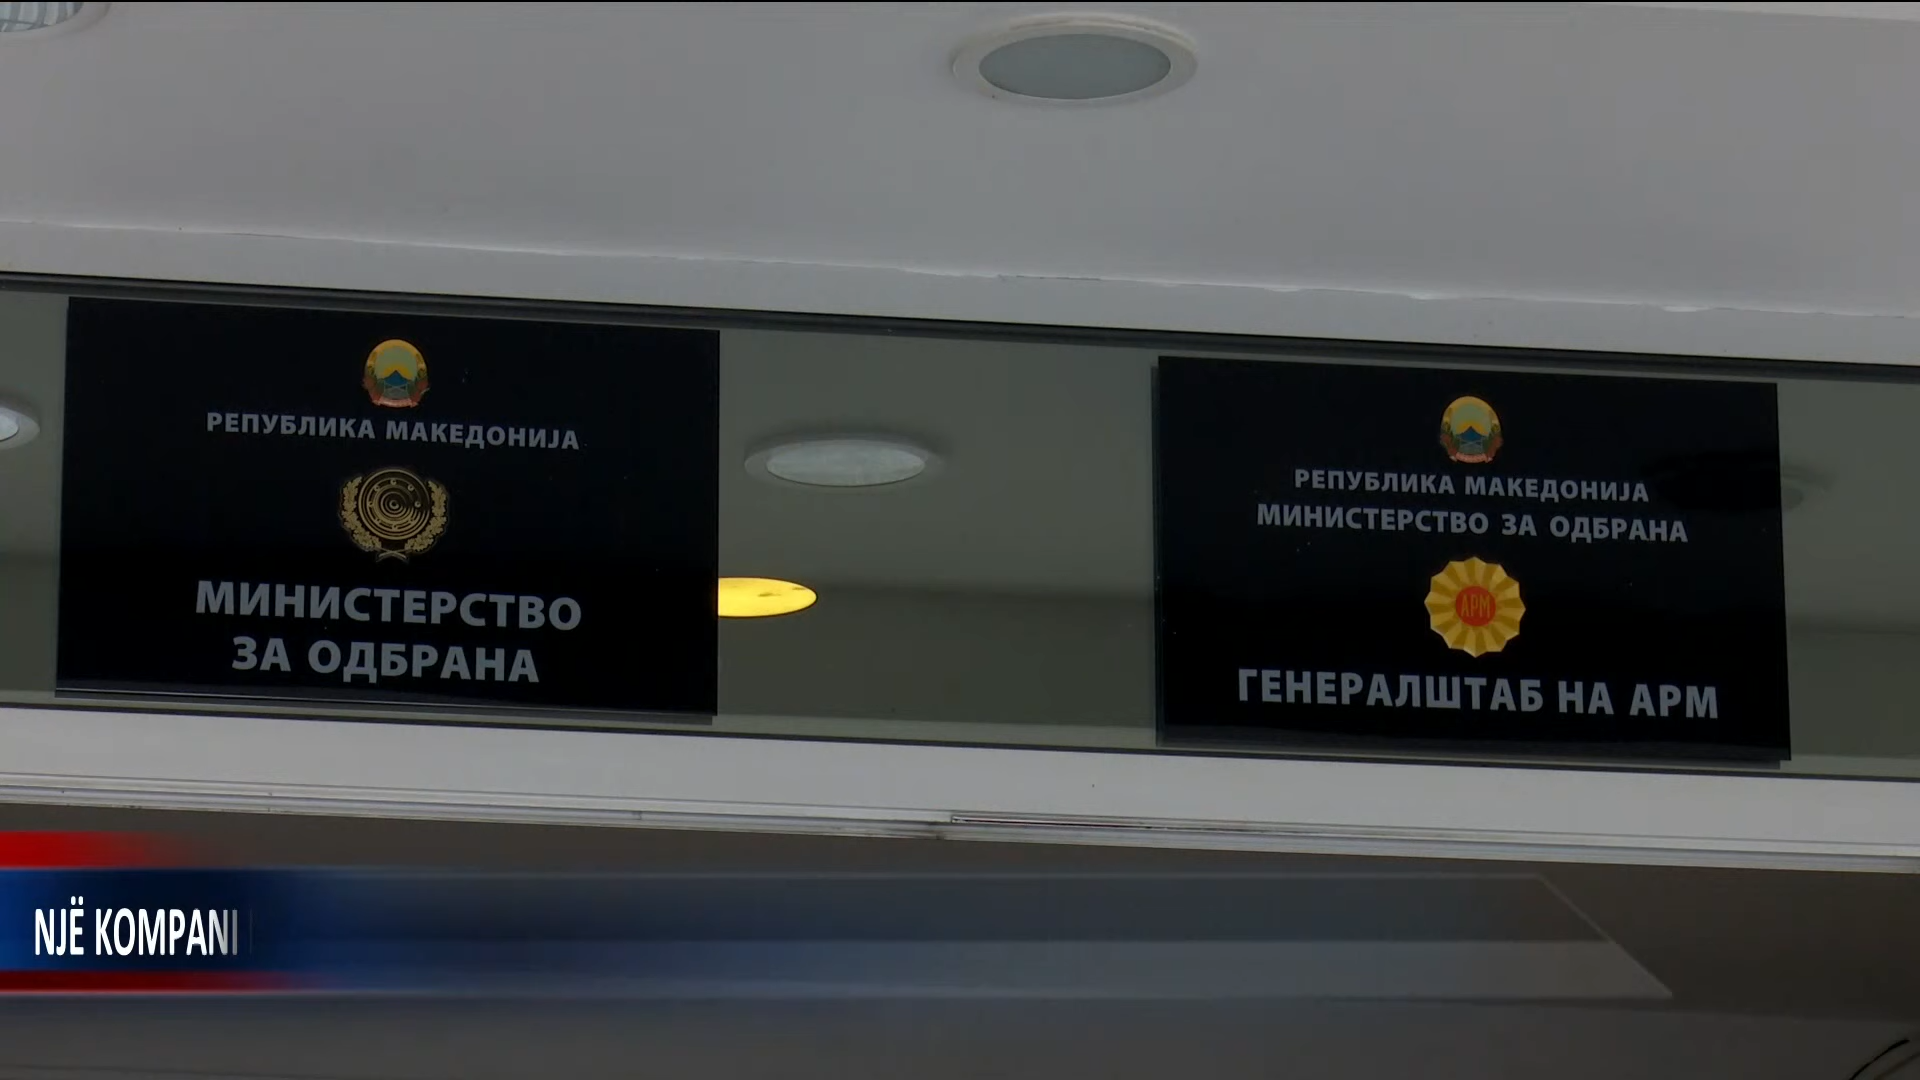 РЕПУБЛИКА МАКЕДОНИЈА
МИНИСТЕРСТВО
ЗА ОДБРАНА
РЕПУБЛИКА МАКЕДОНИЈА
МИНИСТЕРСТВО ЗА ОДБРАНА
АРМ
ГЕНЕРАЛШТАБ НА АРМ
NJË KOMPANI